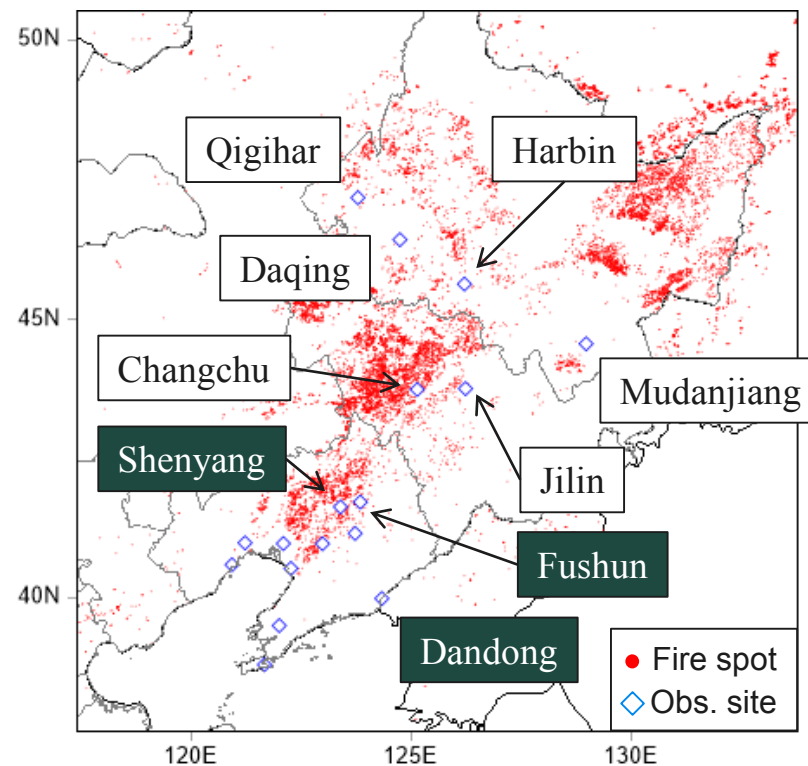 50N
Qigihar
Harbin
Daqing
45N
Changchu
Mudanjiang
Shenyang
Jilin
Fushun
40N
Dandong
Fire spot
Obs. site
120E
125E
130E